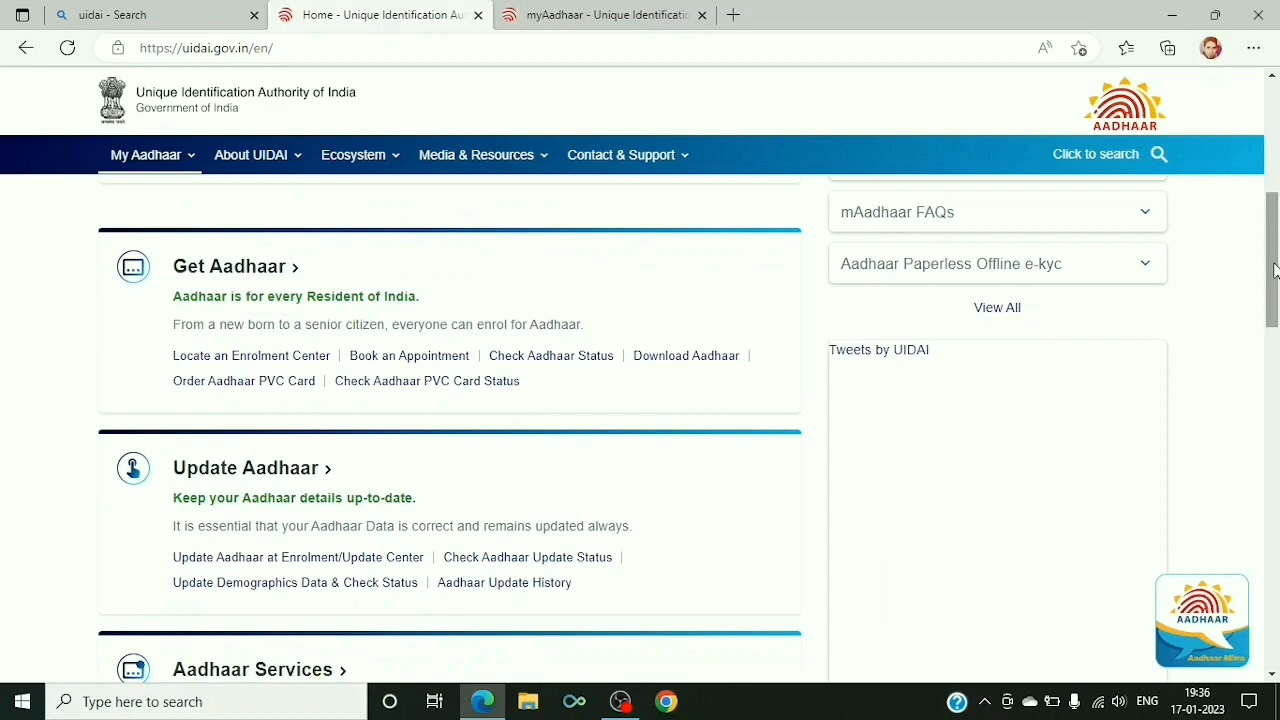 uidai - Search
Home - Unique Identification Au
myAadhaar - Unique Identificatic
https://uidai.gov.in/en/
Unique Identification Authority of India
Government of India
AADHAAR
My Aadhaar
About UIDAI
Ecosystem
Media & Resources
Contact & Support
Click to search
mAadhaar FAQs
Aadhaar Paperless Offline e-kyc
View All
Tweets by UIDAI
Get Aadhaar
Aadhaar is for every Resident of India.
From a new born to a senior citizen, everyone can enrol for Aadhaar.
Locate an Enrolment Center | Book an Appointment | Check Aadhaar Status | Download Aadhaar |
Order Aadhaar PVC Card | Check Aadhaar PVC Card Status
Update Aadhaar
Keep your Aadhaar details up-to-date.
It is essential that your Aadhaar Data is correct and remains updated always.
Update Aadhaar at Enrolment/Update Center | Check Aadhaar Update Status |
Update Demographics Data & Check Status | Aadhaar Update History
AADHAAR
Aadhaar Mitra
Aadhaar Services
Type here to search
ENG
19:36
17-01-2023